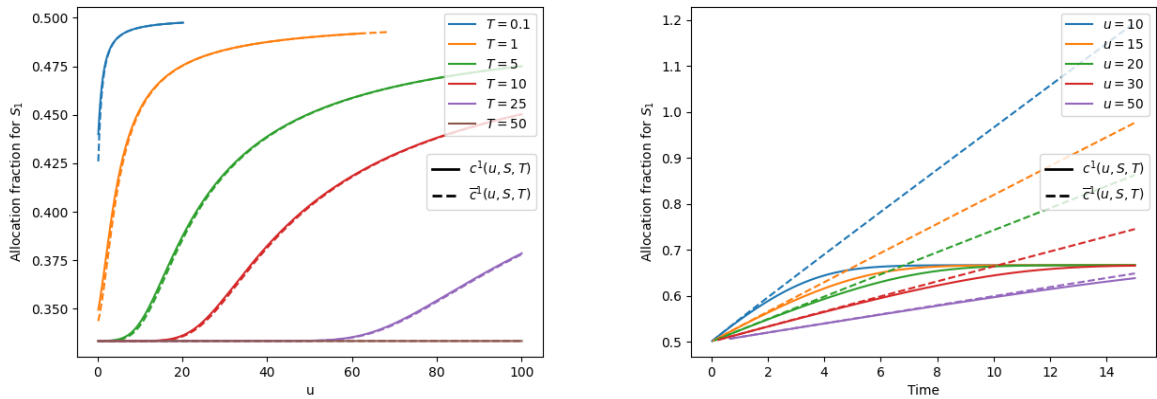 0.500
0.475
0.450
0.425
0.400
0.375
0.350
Allocation fraction for S₁
0 20 40 60 80 100
u
T = 0.1
T = 1
T = 5
T = 10
T = 25
T = 50
c¹(u, S, T)
c̄¹(u, S, T)
1.2
1.1
1.0
0.9
0.8
0.7
0.6
0.5
Allocation fraction for S₁
0 2 4 6 8 10 12 14
Time
u = 10
u = 15
u = 20
u = 30
u = 50
c¹(u, S, T)
c̄¹(u, S, T)